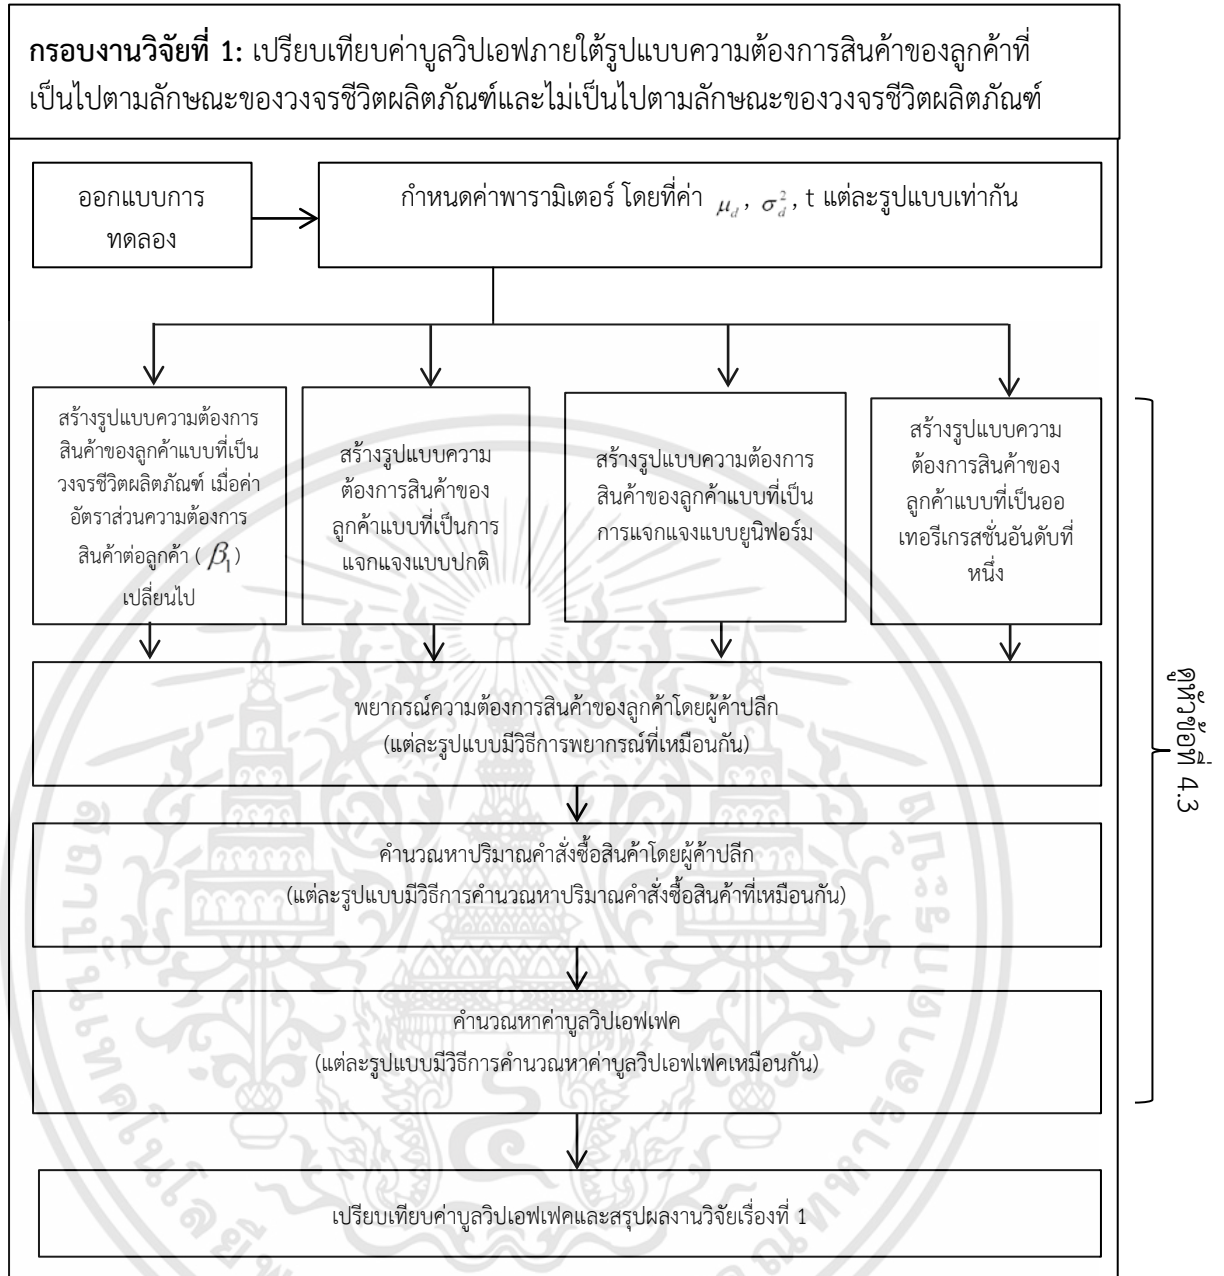 กรอบงานวิจัยที่ 1: เปรียบเทียบค่าบูลวิปเอฟภายใต้รูปแบบความต้องการสินค้าของลูกค้าที่
เป็นไปตามลักษณะของวงจรชีวิตผลิตภัณฑ์และไม่เป็นไปตามลักษณะของวงจรชีวิตผลิตภัณฑ์
ออกแบบการ
ทดลอง
กำหนดค่าพารามิเตอร์ โดยที่ค่า μ_d, σ_d^2, t แต่ละรูปแบบเท่ากัน
สร้างรูปแบบความต้องการ
สินค้าของลูกค้าแบบที่เป็น
วงจรชีวิตผลิตภัณฑ์ เมื่อค่า
อัตราส่วนความต้องการ
สินค้าต่อลูกค้า ( β_1 )
เปลี่ยนไป
สร้างรูปแบบความ
ต้องการสินค้าของ
ลูกค้าแบบที่เป็นการ
แจกแจงแบบปกติ
สร้างรูปแบบความต้องการ
สินค้าของลูกค้าแบบที่เป็น
การแจกแจงแบบยูนิฟอร์ม
สร้างรูปแบบความ
ต้องการสินค้าของ
ลูกค้าแบบที่เป็นออ
เทอรีเกรสชั่นอันดับที่
หนึ่ง
พยากรณ์ความต้องการสินค้าของลูกค้าโดยผู้ค้าปลีก
(แต่ละรูปแบบมีวิธีการพยากรณ์ที่เหมือนกัน)
คำนวณหาปริมาณคำสั่งซื้อสินค้าโดยผู้ค้าปลีก
(แต่ละรูปแบบมีวิธีการคำนวณหาปริมาณคำสั่งซื้อสินค้าที่เหมือนกัน)
คำนวณหาค่าบูลวิปเอฟเฟค
(แต่ละรูปแบบมีวิธีการคำนวณหาค่าบูลวิปเอฟเฟคเหมือนกัน)
เปรียบเทียบค่าบูลวิปเอฟเฟคและสรุปผลงานวิจัยเรื่องที่ 1
ดูหัวข้อที่ 4.3